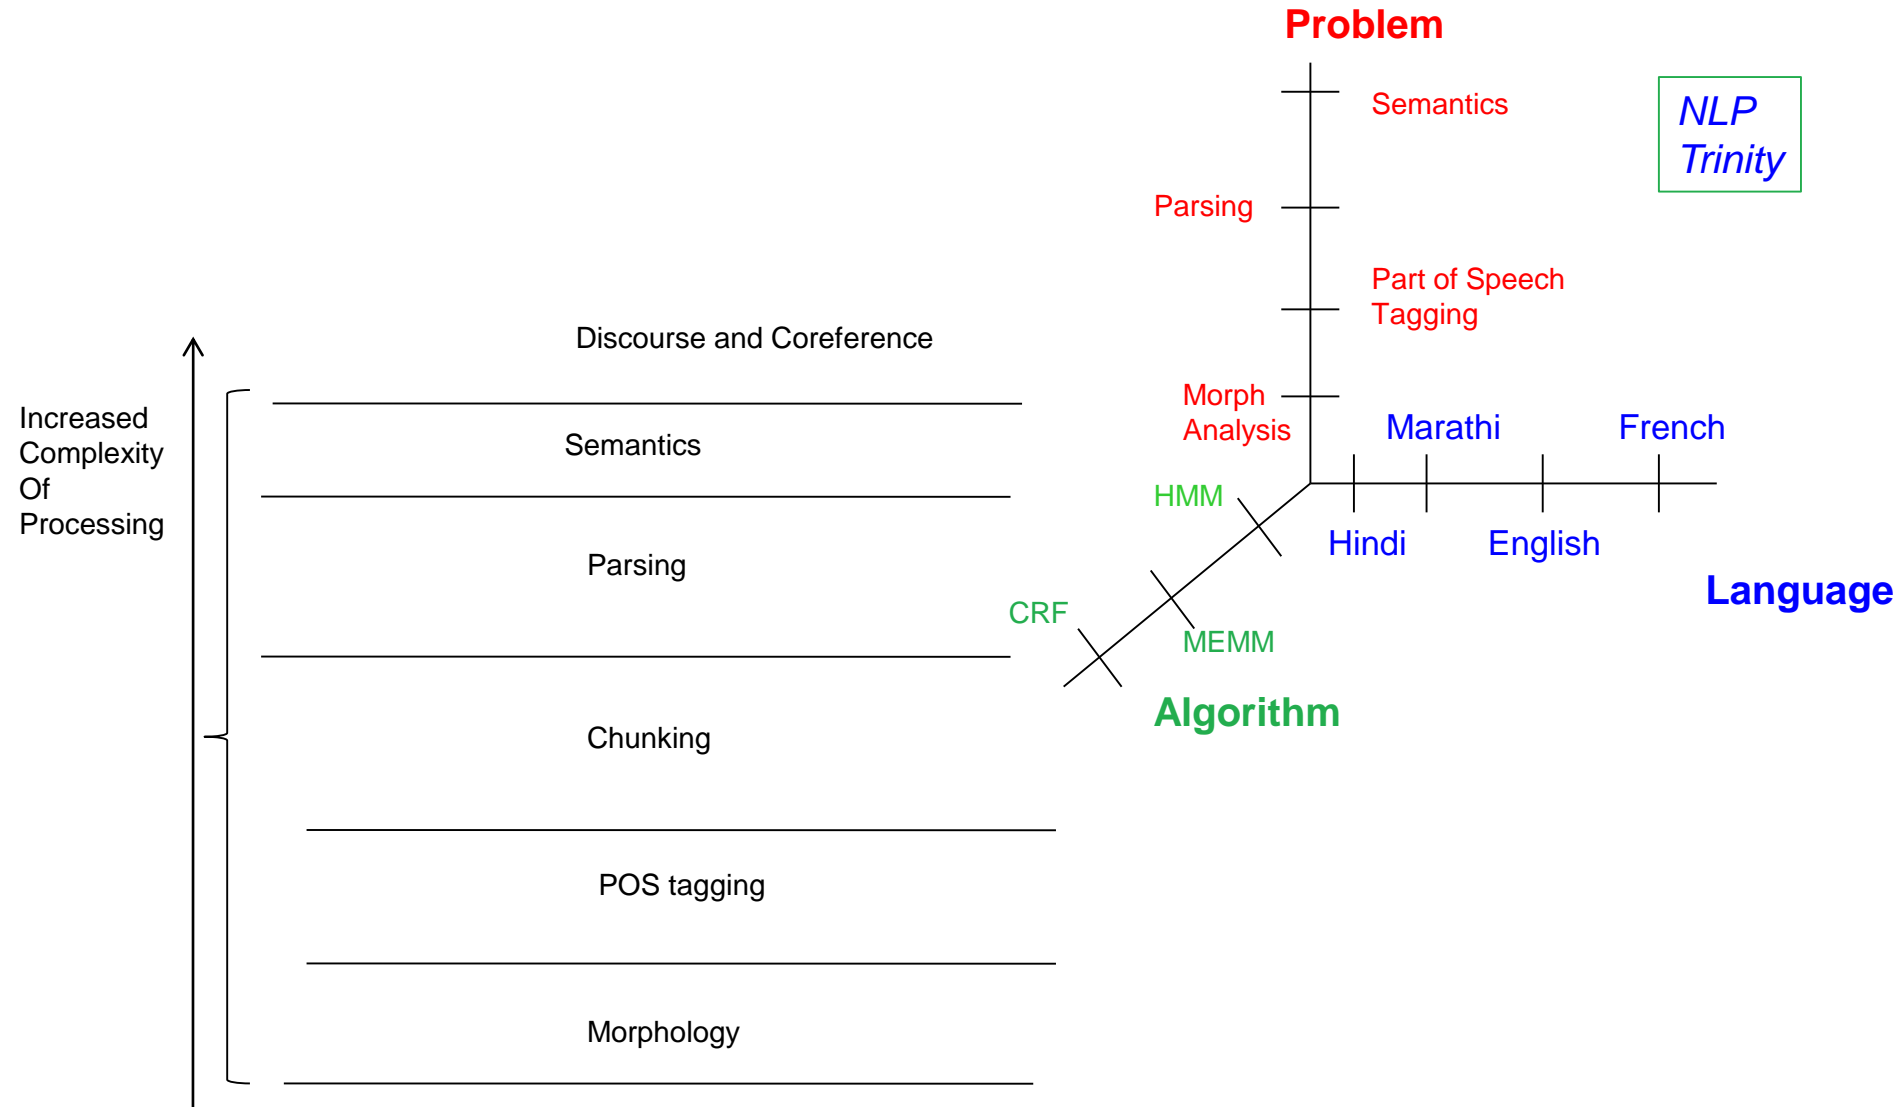 Problem
Semantics
NLP
Trinity
Parsing
Part of Speech
Tagging
Morph
Analysis
Marathi
French
HMM
Hindi
English
Language
CRF
MEMM
Algorithm
Discourse and Coreference
Increased
Complexity
Of
Processing
Semantics
Parsing
Chunking
POS tagging
Morphology